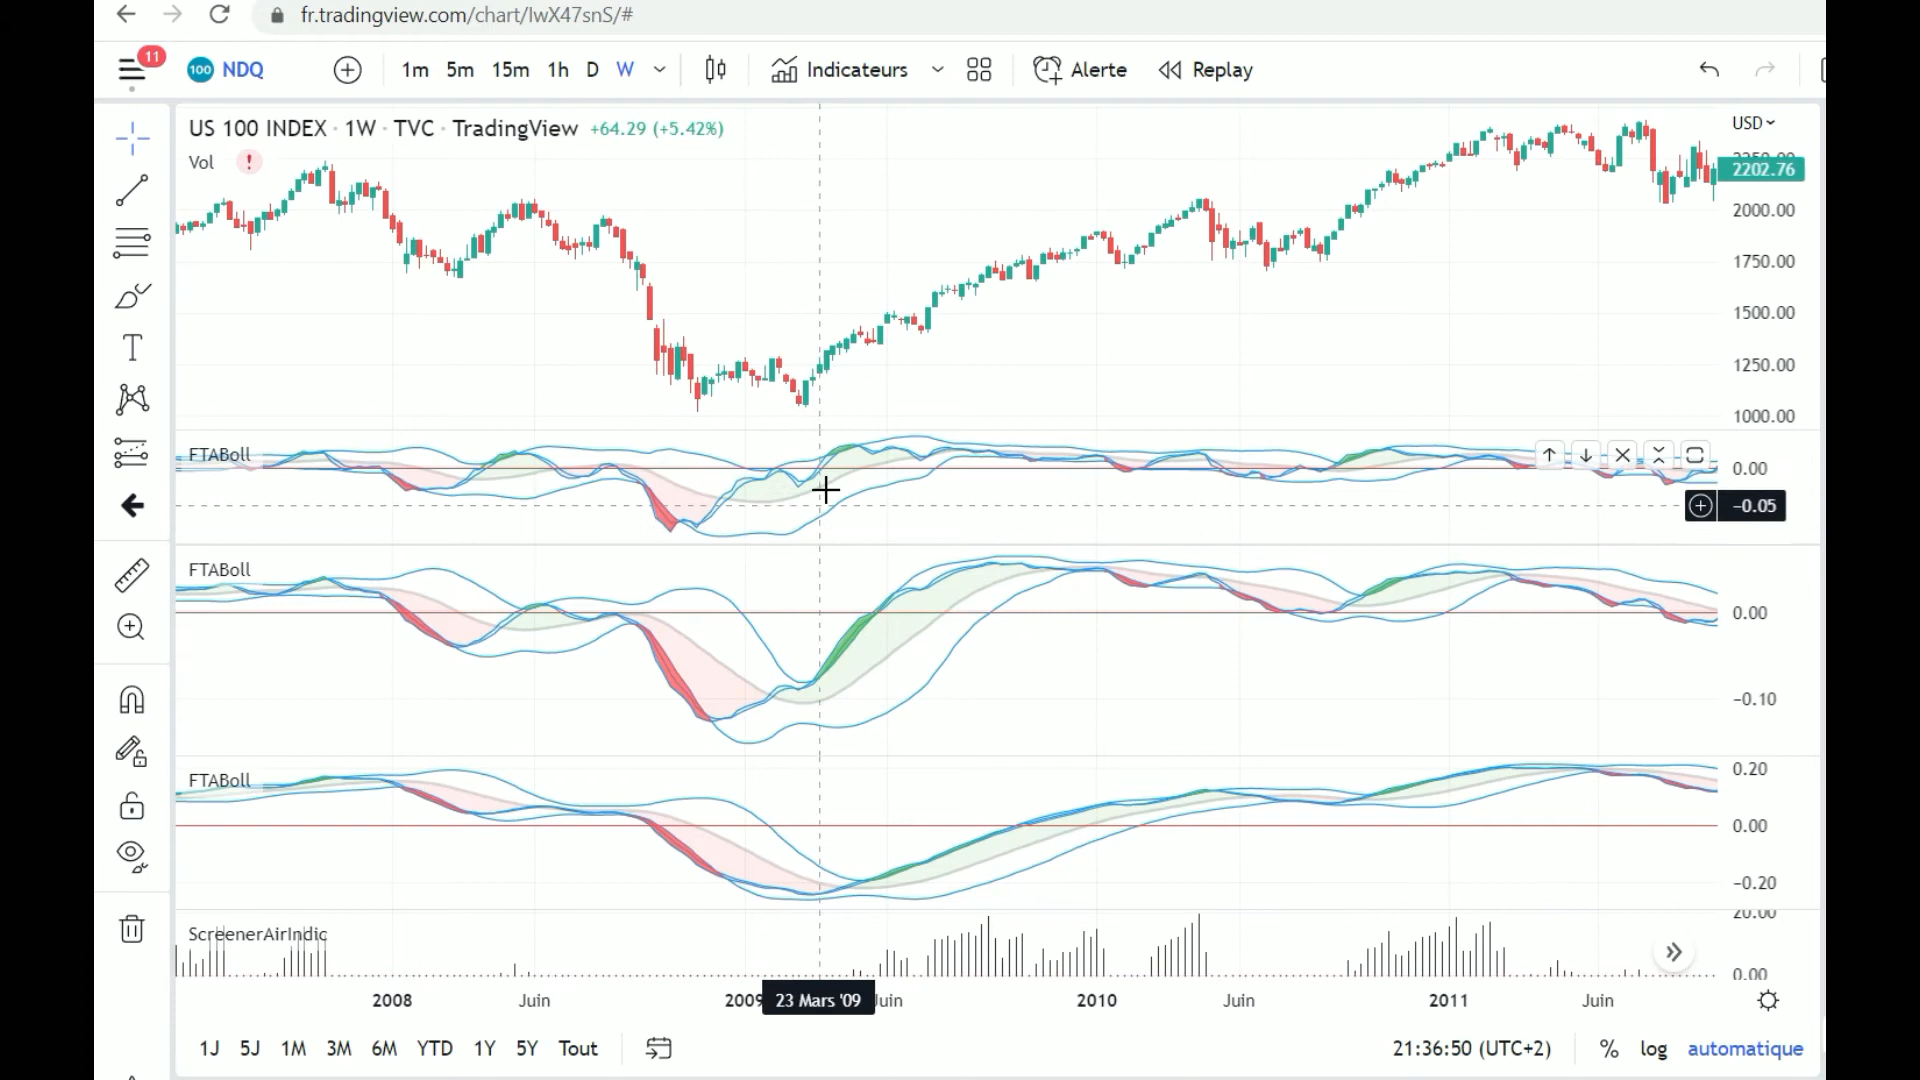 fr.tradingview.com/chart/IwX47snS/#
11
100 NDQ 1m 5m 15m 1h D W Indicateurs Alerte Replay
US 100 INDEX · 1W · TVC · TradingView +64.29 (+5.42%)
USD
Vol !
2250.00
2202.76
2000.00
1750.00
1500.00
1250.00
1000.00
FTABoll
0.00
−0.05
FTABoll
0.00
−0.10
FTABoll
0.20
0.00
−0.20
20.00
ScreenerAirIndic
0.00
2008 Juin 2009 23 Mars '09 Juin 2010 Juin 2011 Juin
1J 5J 1M 3M 6M YTD 1Y 5Y Tout 21:36:50 (UTC+2) % log automatique